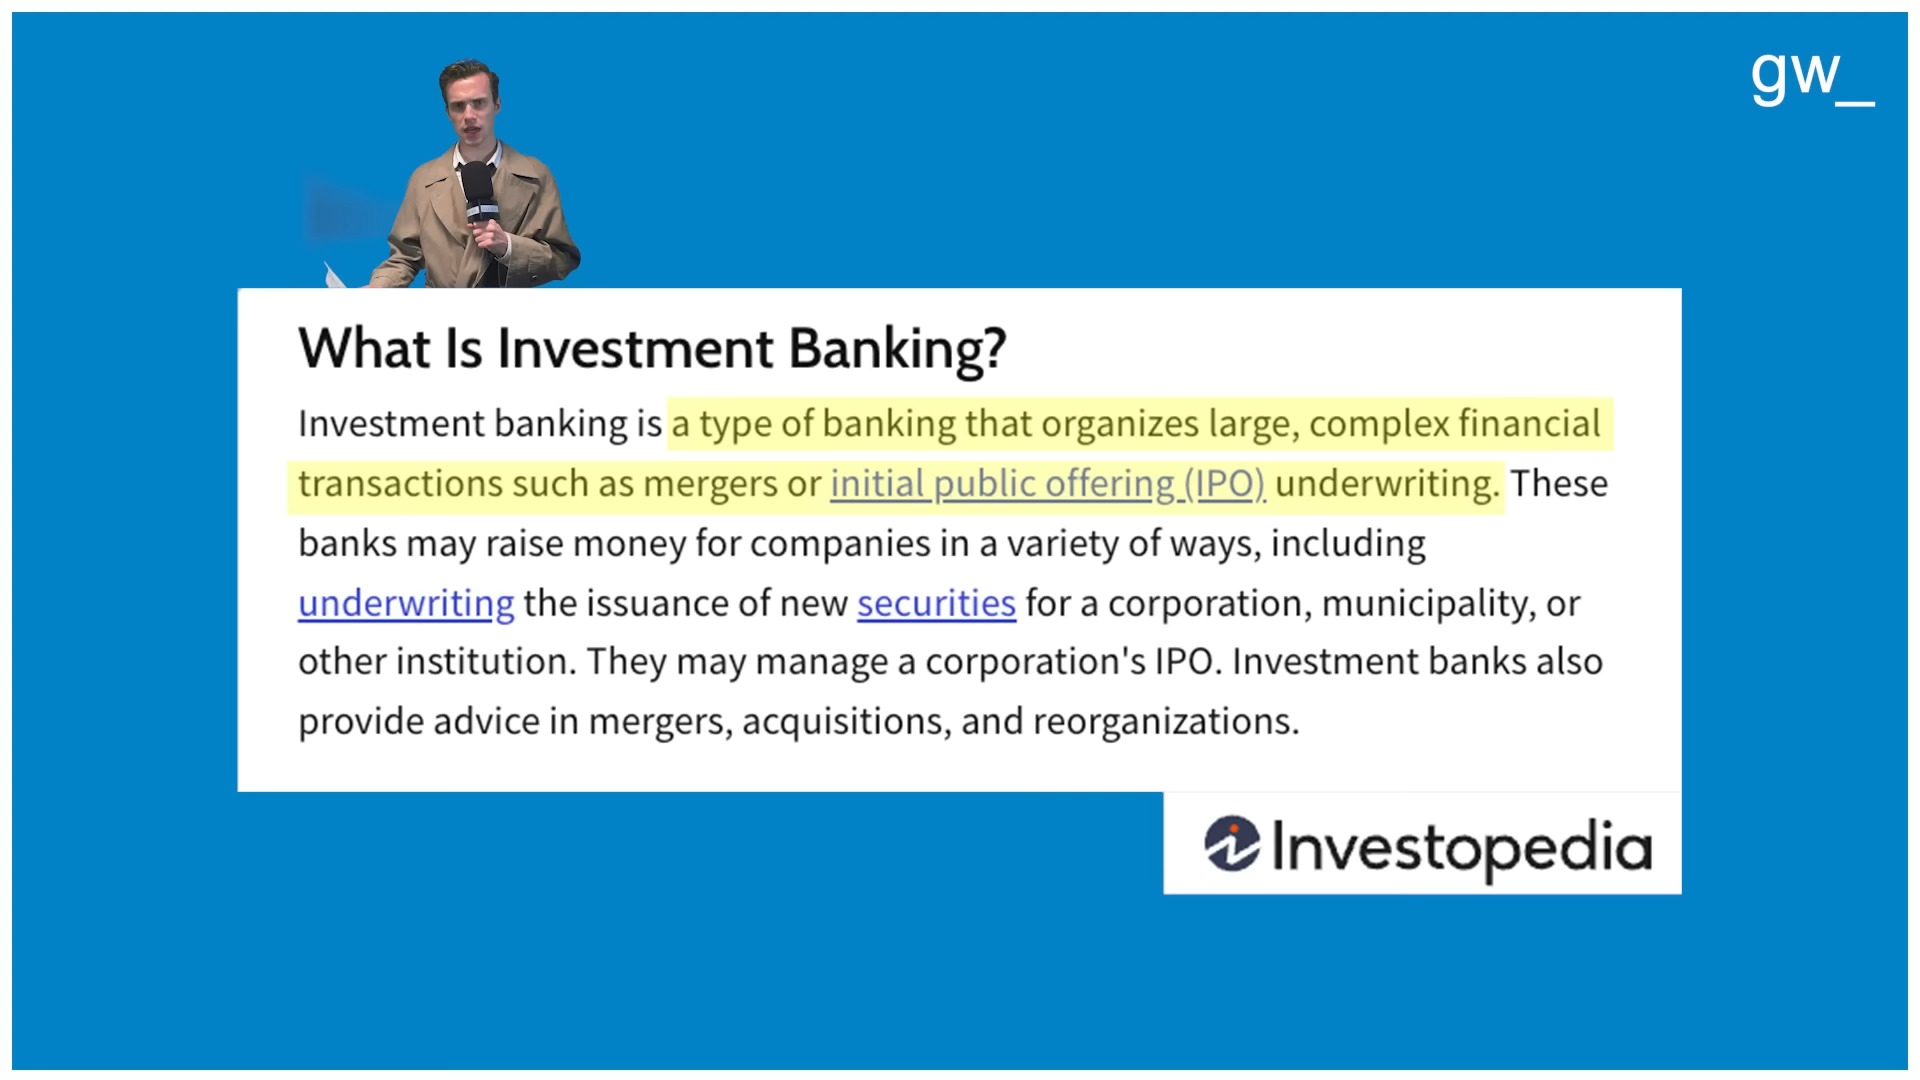 gw_
What Is Investment Banking?
Investment banking is a type of banking that organizes large, complex financial
transactions such as mergers or initial public offering (IPO) underwriting. These
banks may raise money for companies in a variety of ways, including
underwriting the issuance of new securities for a corporation, municipality, or
other institution. They may manage a corporation's IPO. Investment banks also
provide advice in mergers, acquisitions, and reorganizations.
Investopedia